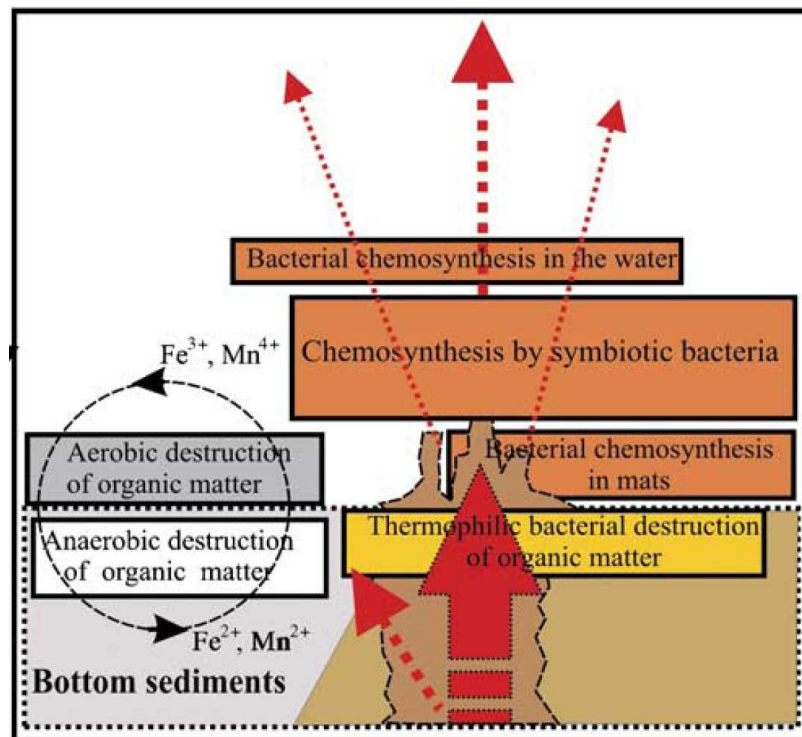 Bacterial chemosynthesis in the water
Chemosynthesis by symbiotic bacteria
Fe³⁺, Mn⁴⁺
Aerobic destruction
of organic matter
Bacterial chemosynthesis
in mats
Anaerobic destruction
of organic matter
Thermophilic bacterial destruction
of organic matter
Fe²⁺, Mn²⁺
Bottom sediments